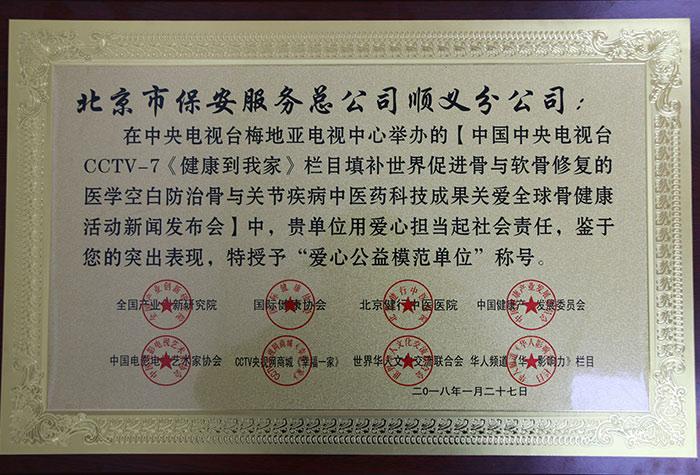 北京市保安服务总公司顺义分公司：
在中央电视台梅地亚电视中心举办的【中国中央电视台
CCTV-7《健康到我家》栏目填补世界促进骨与软骨修复的
医学空白防治骨与关节疾病中医药科技成果关爱全球骨健康
活动新闻发布会】中，贵单位用爱心担当起社会责任，鉴于
您的突出表现，特授予“爱心公益模范单位”称号。
全国产业创新研究院 国际健康协会 北京健行中医医院 中国健康产业发展委员会
中国电影电视艺术家协会 CCTV央视网商城《幸福一家》 世界华人文化交流联合会 华人频道《华人影响力》栏目
二〇一八年一月二十七日